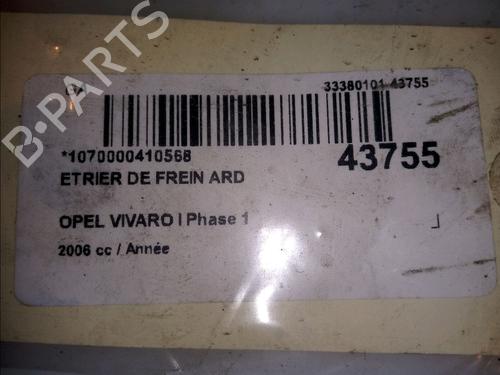 B-PARTS
33380101 43755
*1070000410568
43755
ETRIER DE FREIN ARD
OPEL VIVARO I Phase 1
2006 cc / Année